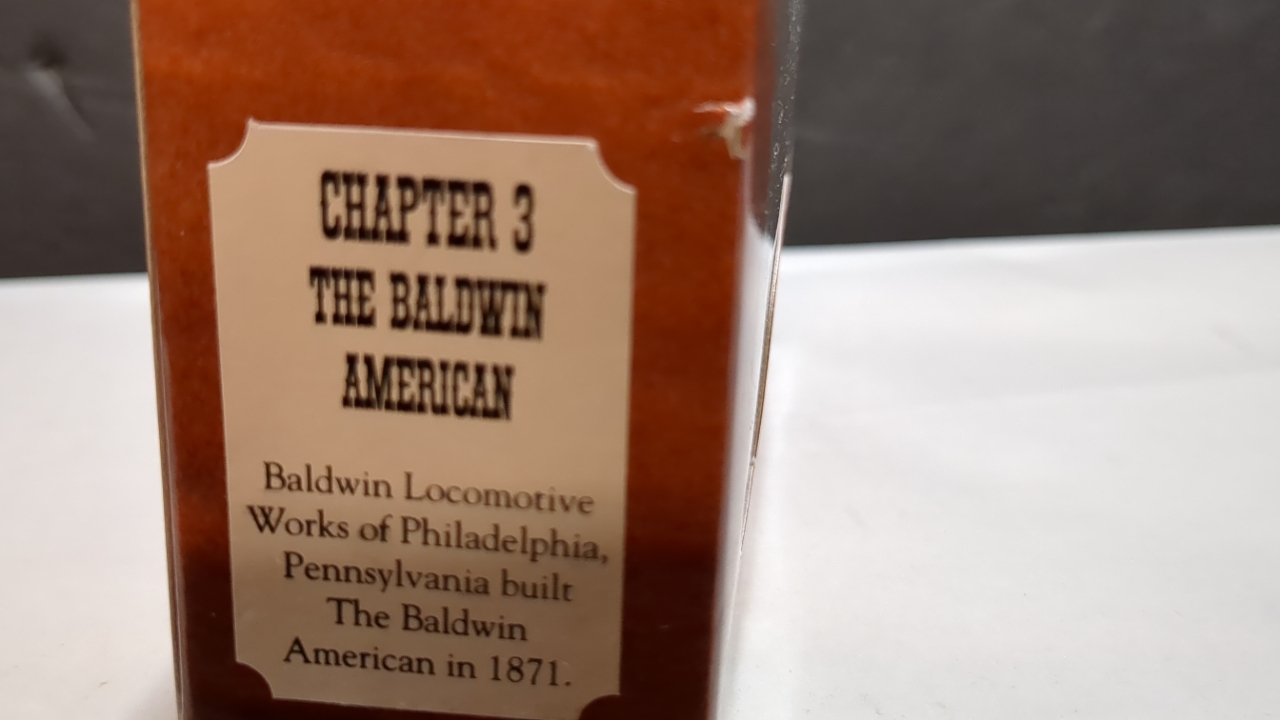 CHAPTER 3
THE BALDWIN
AMERICAN
Baldwin Locomotive
Works of Philadelphia,
Pennsylvania built
The Baldwin
American in 1871.